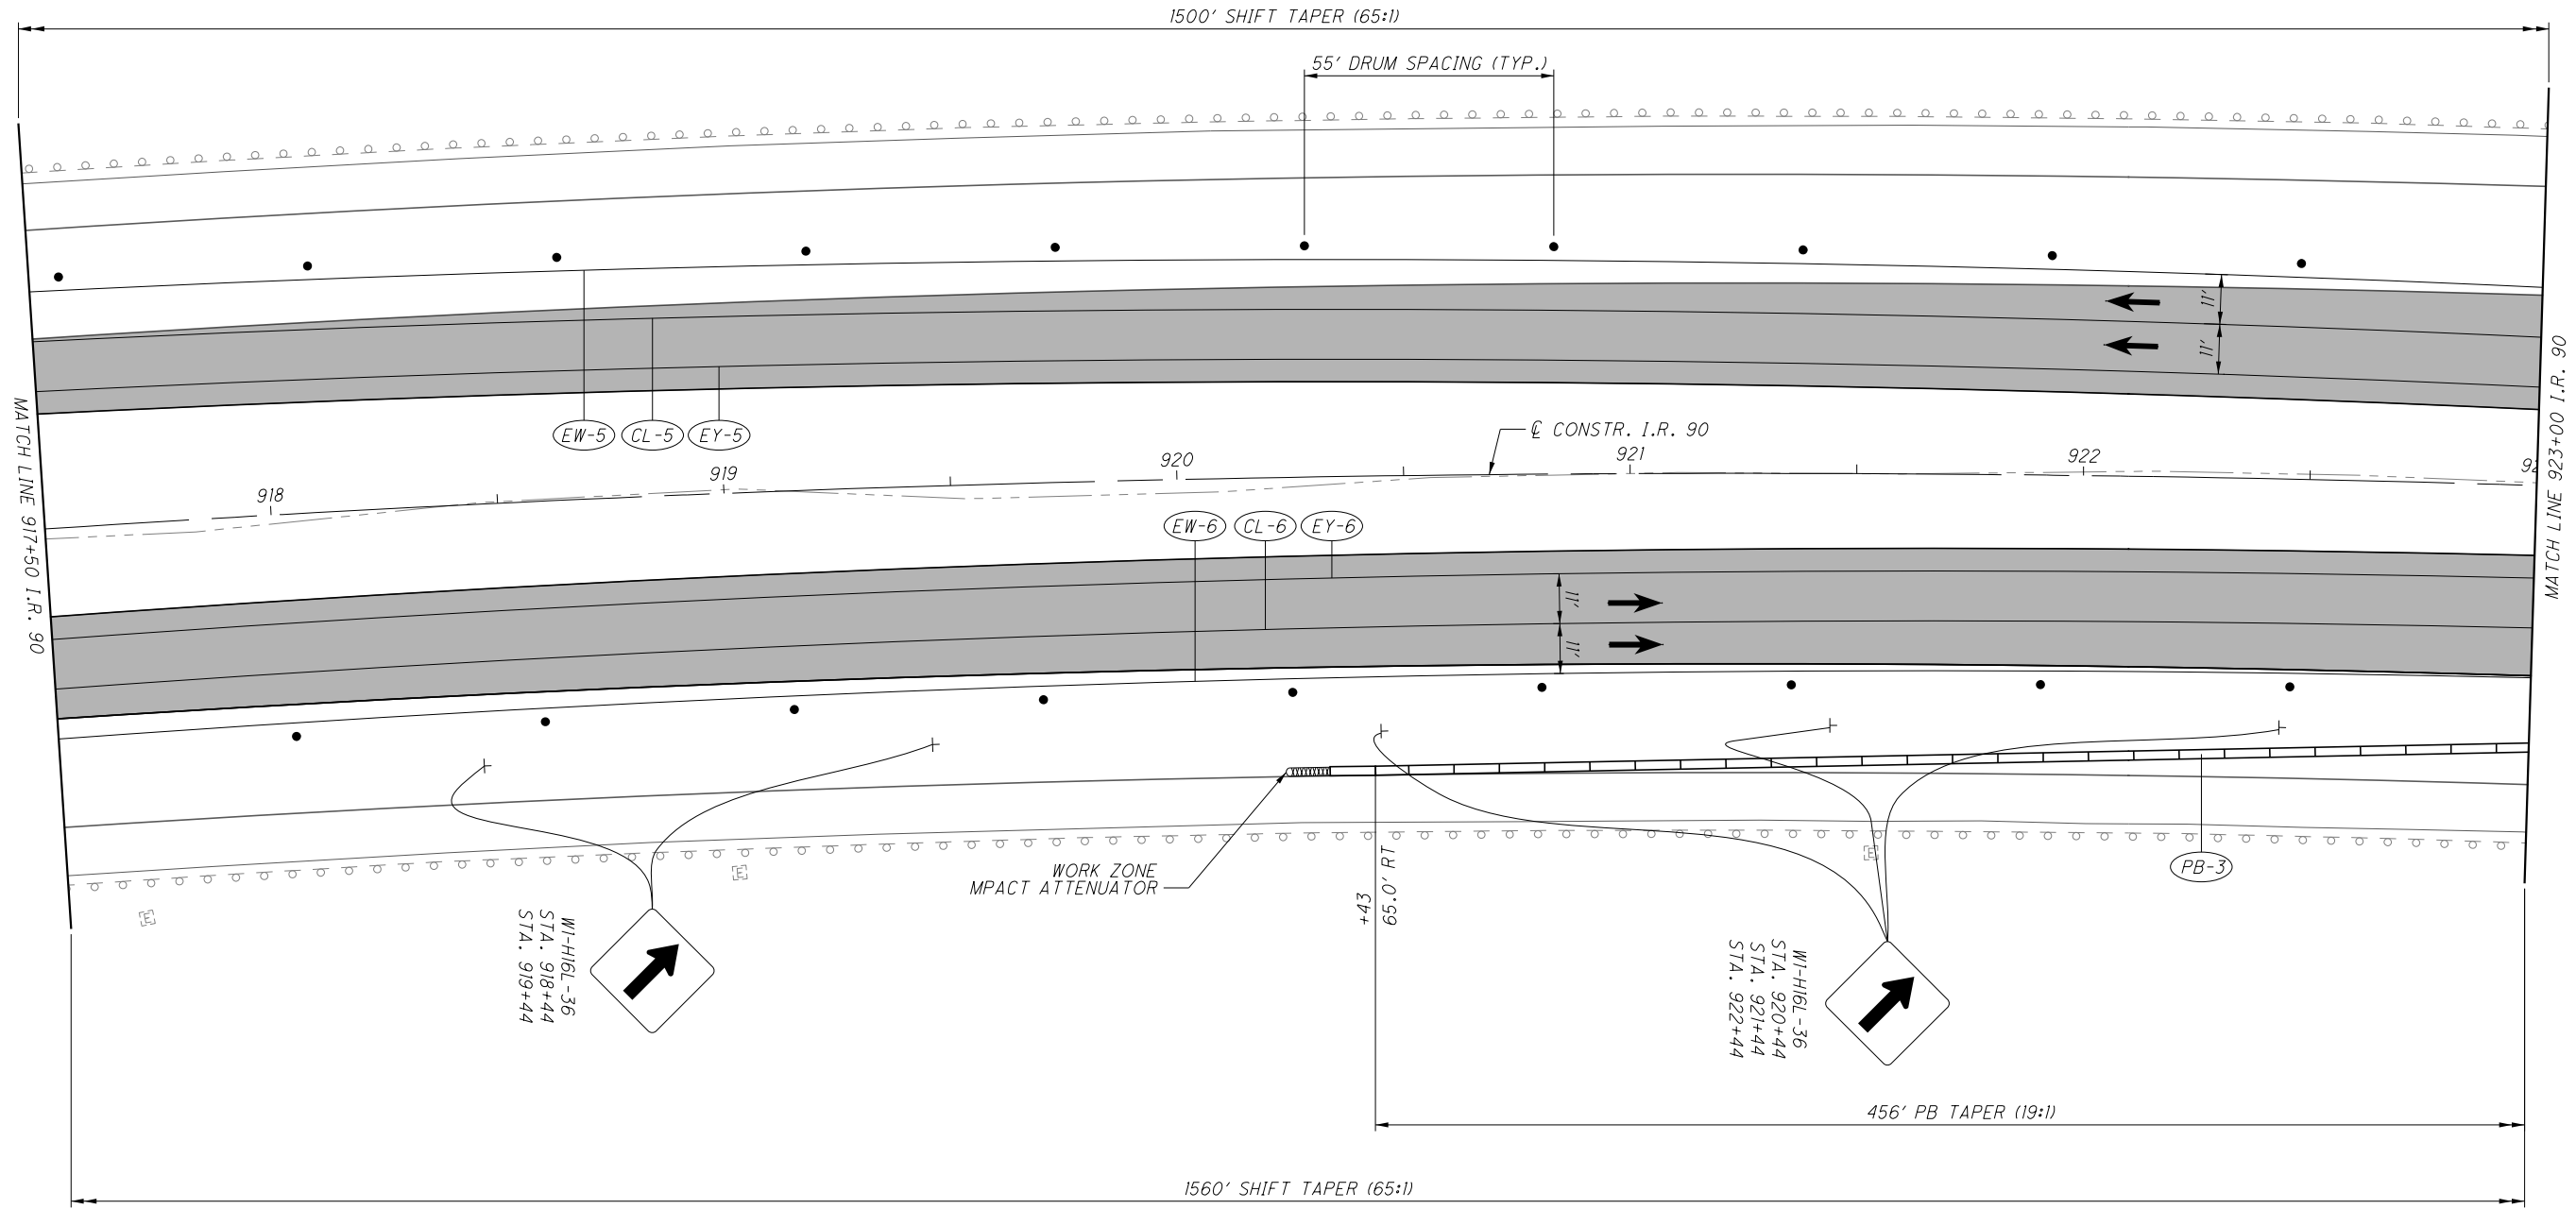 1500' SHIFT TAPER (65:1)
55' DRUM SPACING (TYP.)
11'
11'
MATCH LINE 917+50 I.R. 90
MATCH LINE 923+00 I.R. 90
EW-5
CL-5
EY-5
℄ CONSTR. I.R. 90
918
919
920
921
922
92
EW-6
CL-6
EY-6
11'
11'
WORK ZONE
MPACT ATTENUATOR
+43
65.0' RT
PB-3
E
E
E
W1-H16L-36
STA. 918+44
STA. 919+44
W1-H16L-36
STA. 920+44
STA. 921+44
STA. 922+44
456' PB TAPER (19:1)
1560' SHIFT TAPER (65:1)